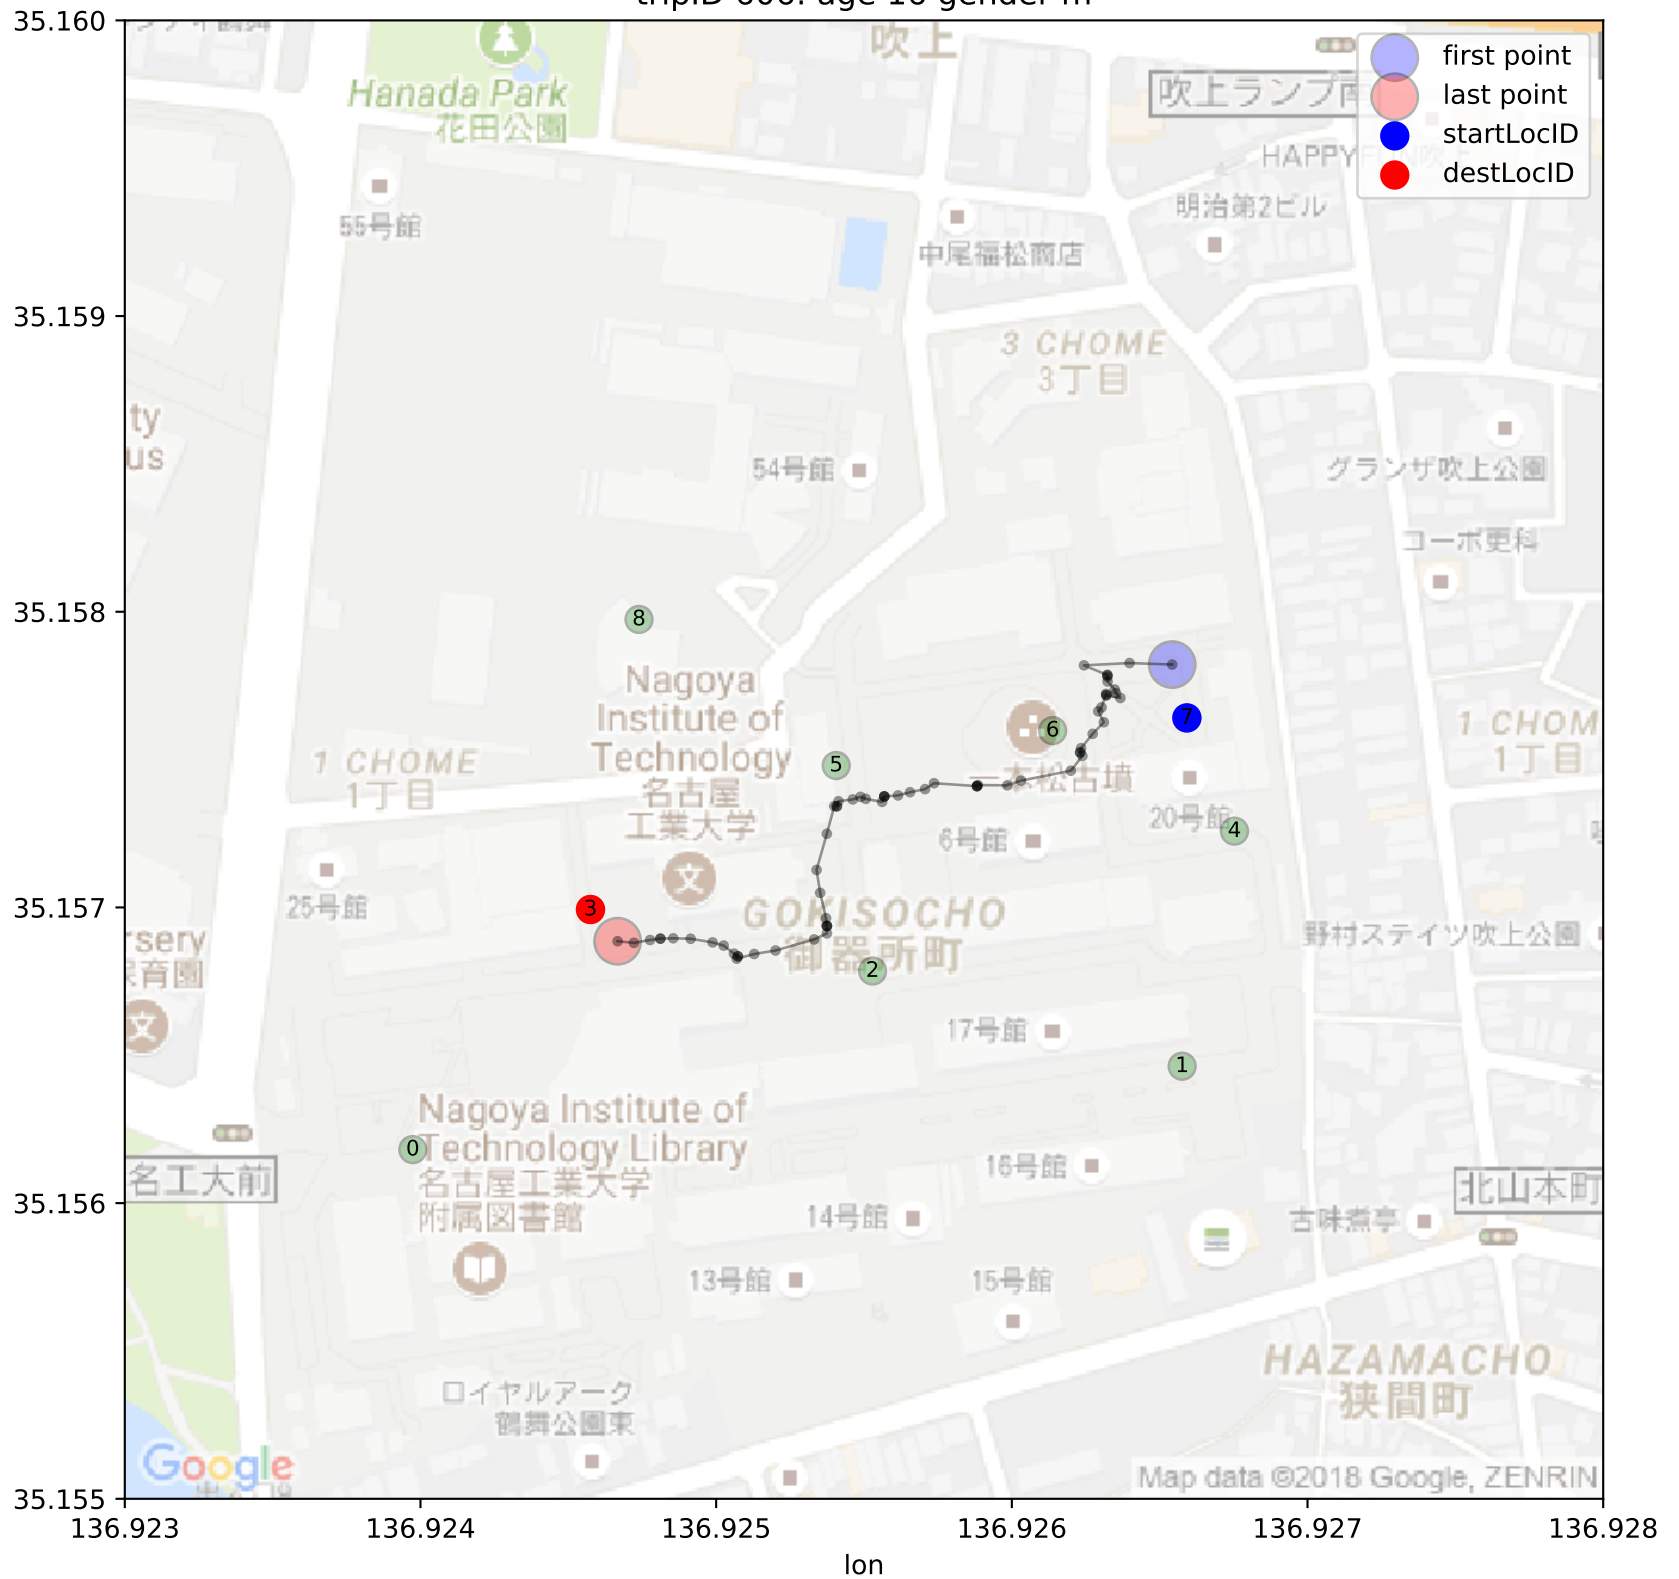 35.160
吹上
first point
last point
startLocID
destLocID
Hanada Park
花田公園
吹上ランプ南
HAPPY
55号館
明治第2ビル
中尾福松商店
35.159
3 CHOME
3丁目
ty
us
54号館
グランザ吹上公園
コーポ更科
35.158
8
Nagoya
Institute of
Technology
名古屋
工業大学
7
6
5
1 CHOME
1丁目
1 CHOM
1丁目
一本松古墳
20号館
4
6号館
35.157
25号館
3
GOKISOCHO
御器所町
2
野村ステイツ吹上公園
rsery
保育園
17号館
1
Nagoya Institute of
Technology Library
名古屋工業大学
附属図書館
0
名工大前
16号館
北山本町
35.156
14号館
古味煮亭
13号館
15号館
HAZAMACHO
狭間町
ロイヤルアーク
鶴舞公園東
Google
Map data ©2018 Google, ZENRIN
35.155
136.923
136.924
136.925
136.926
136.927
136.928
lon